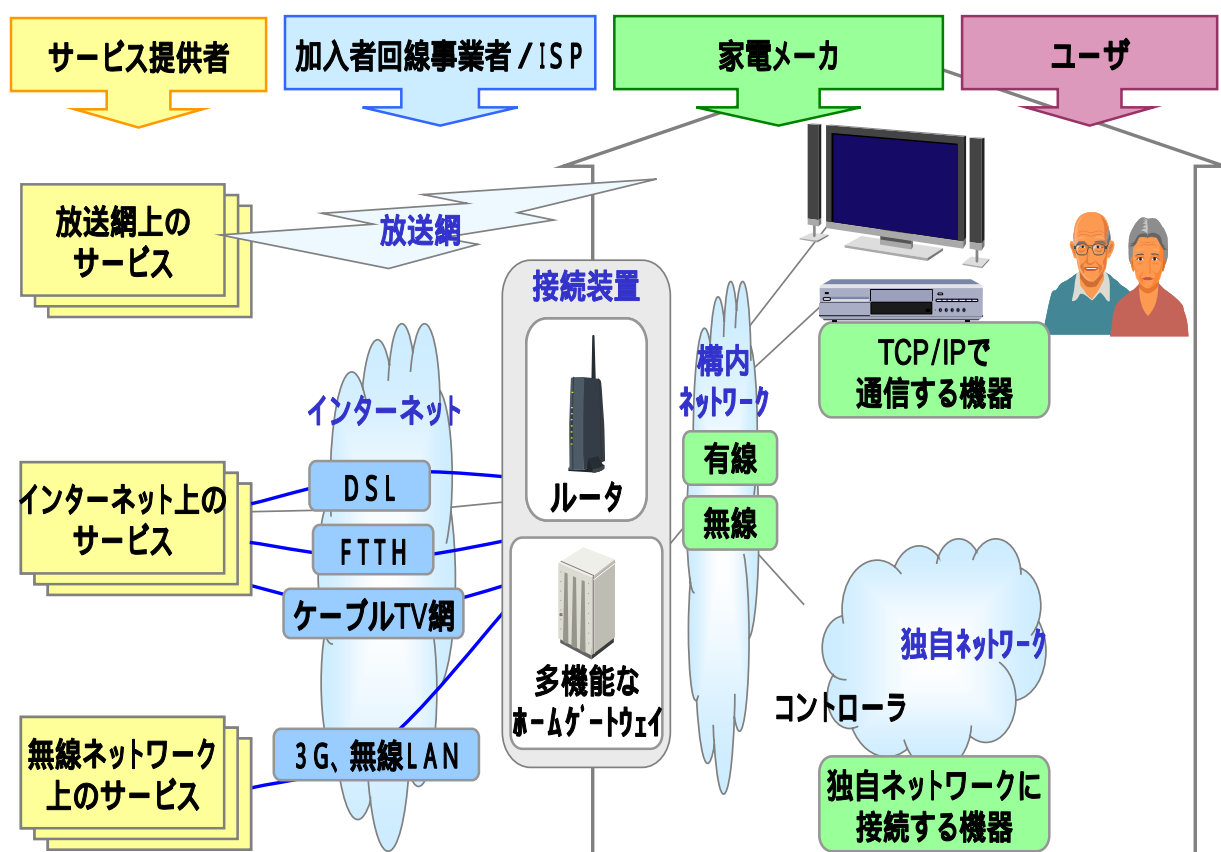 サービス提供者
加入者回線事業者/ISP
家電メーカ
ユーザ
放送網上の
サービス
放送網
接続装置
ルータ
多機能な
ホームゲートウェイ
インターネット
DSL
FTTH
ケーブルTV網
3G、無線LAN
インターネット上の
サービス
無線ネットワーク
上のサービス
構内
ネットワーク
有線
無線
TCP/IPで
通信する機器
独自ネットワーク
コントローラ
独自ネットワークに
接続する機器